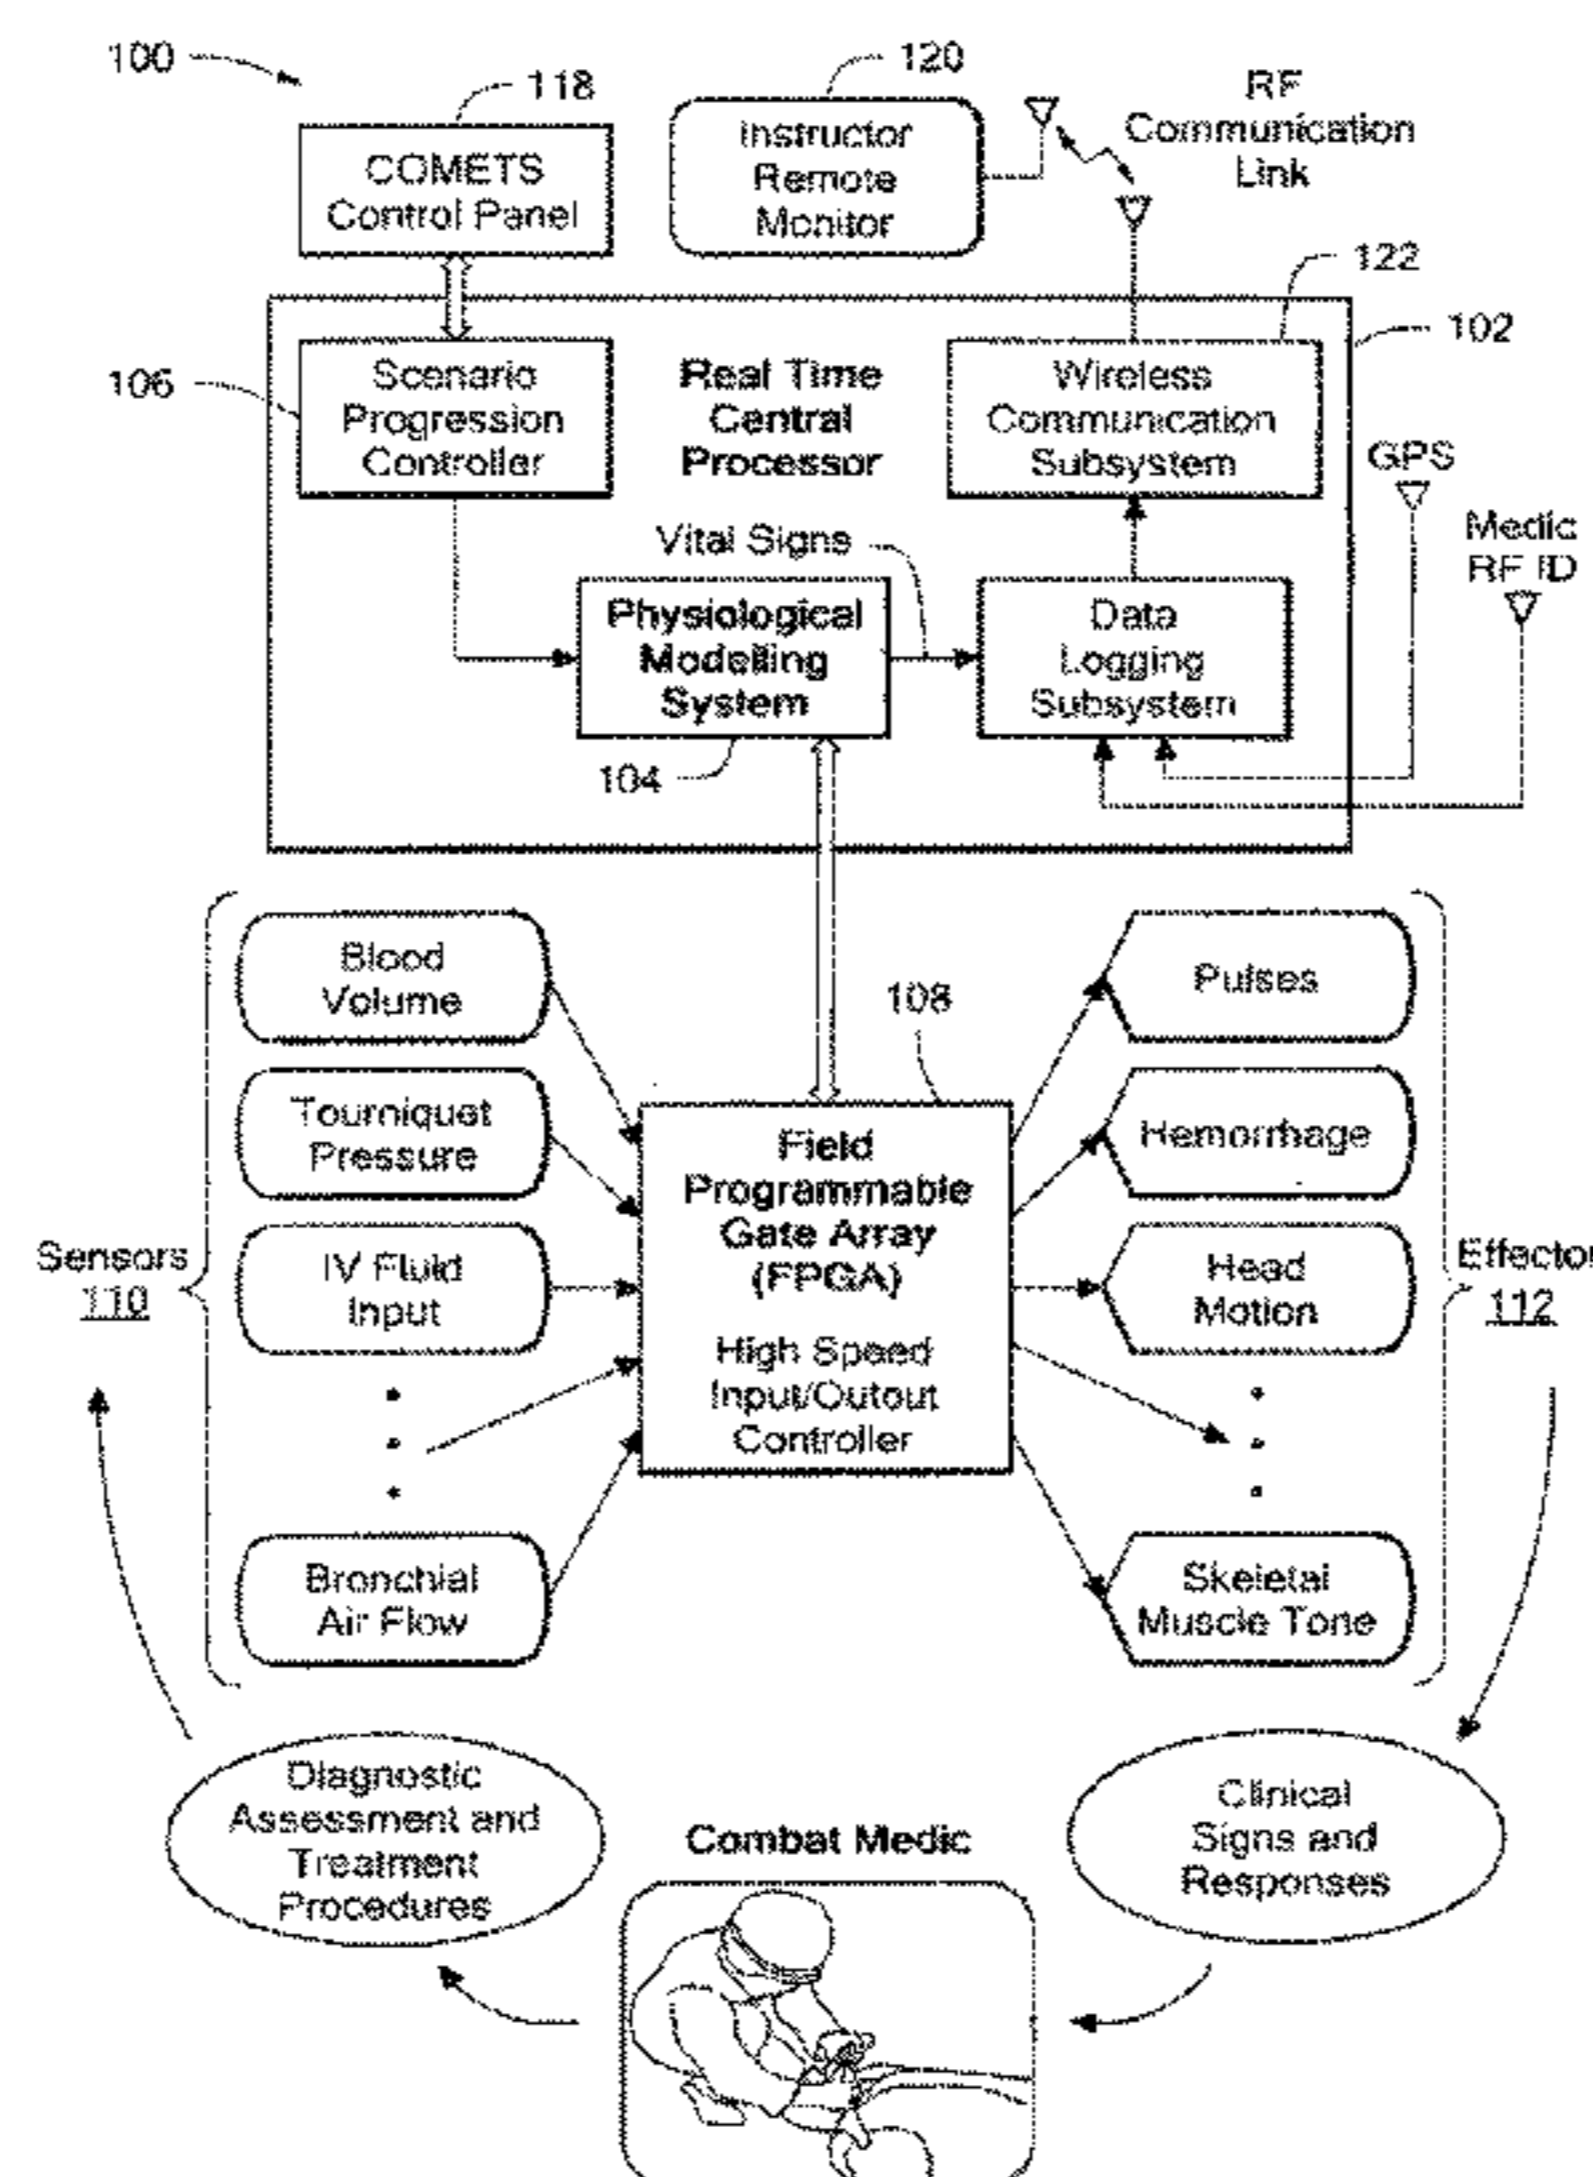 100
118
120
RF
Communication
Link
COMETS
Control Panel
Instructor
Remote
Monitor
122
102
106
Scenario
Progression
Controller
Real Time
Central
Processor
Wireless
Communication
Subsystem
GPS
Medic
RF ID
Vital Signs
Physiological
Modelling
System
Data
Logging
Subsystem
104
Blood
Volume
Pulses
108
Tourniquet
Pressure
Hemorrhage
Field
Programmable
Gate Array
(FPGA)
High Speed
Input/Outout
Controller
Sensors
110
IV Fluid
Input
Head
Motion
Effector
112
Bronchial
Air Flow
Skeletal
Muscle Tone
Diagnostic
Assessment and
Treatment
Procedures
Combat Medic
Clinical
Signs and
Responses